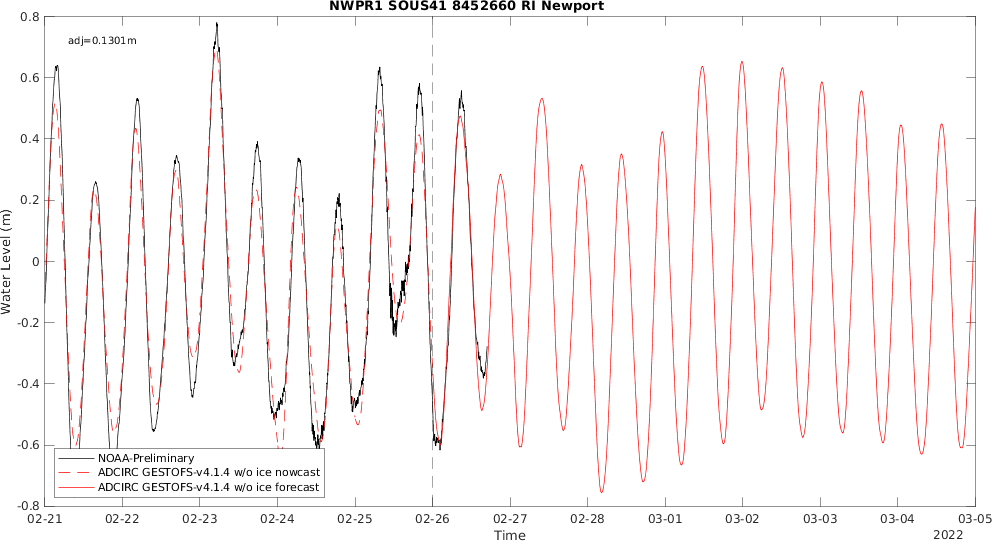 NWPR1 SOUS41 8452660 RI Newport
adj=0.1301m
0.8
0.6
0.4
0.2
0
-0.2
-0.4
-0.6
-0.8
Water Level (m)
NOAA-Preliminary
ADCIRC GESTOFS-v4.1.4 w/o ice nowcast
ADCIRC GESTOFS-v4.1.4 w/o ice forecast
02-21 02-22 02-23 02-24 02-25 02-26 02-27 02-28 03-01 03-02 03-03 03-04 03-05
Time
2022